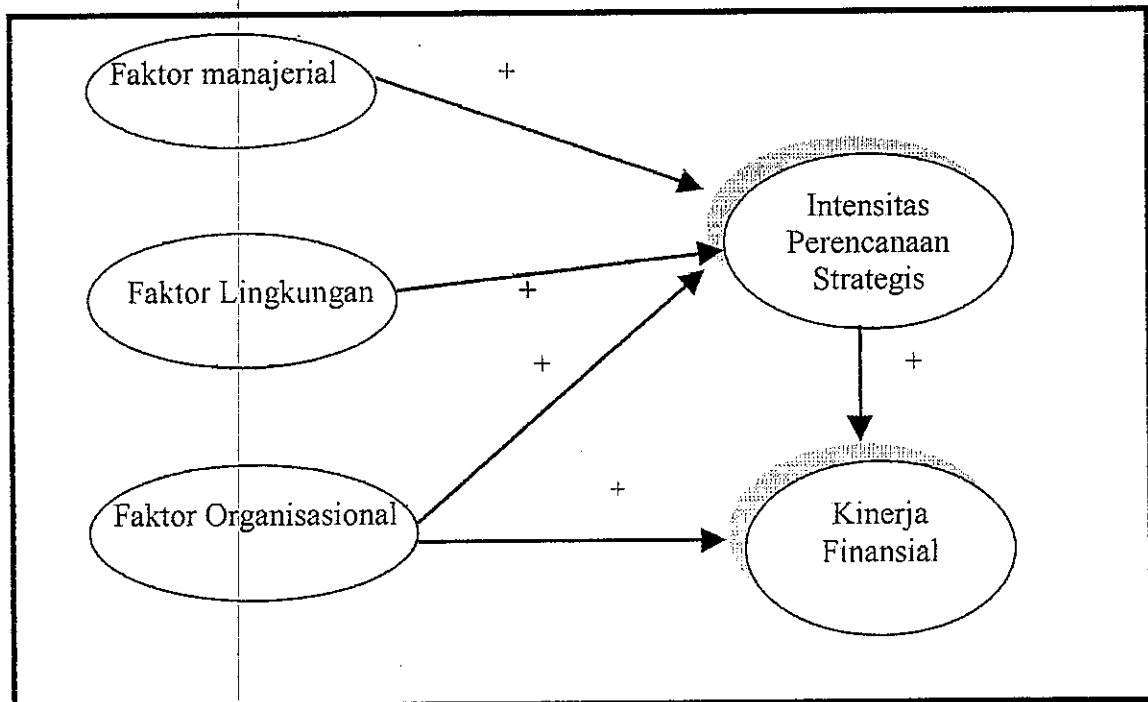 Faktor manajerial
+
Intensitas
Perencanaan
Strategis
Faktor Lingkungan
+
+
+
Faktor Organisasional
+
Kinerja
Finansial